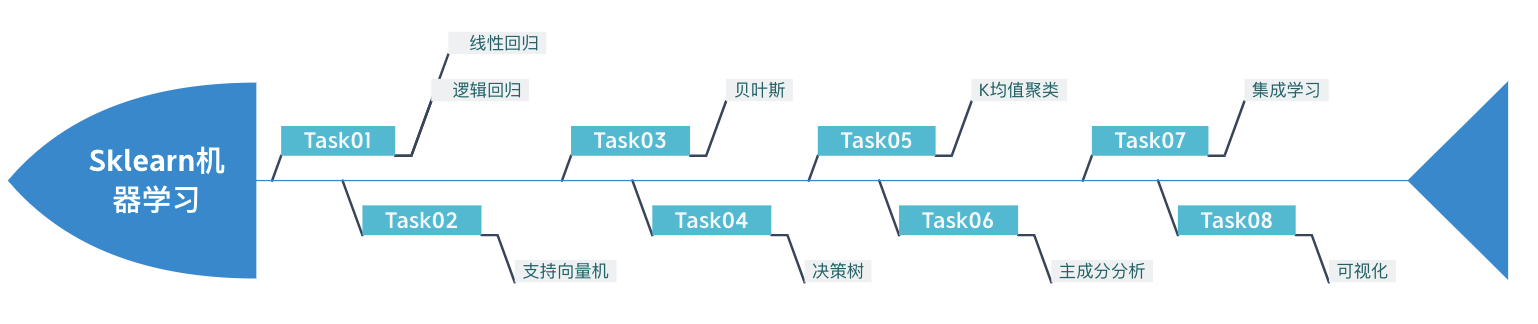 Sklearn机
器学习
线性回归
逻辑回归
Task01
Task02
支持向量机
贝叶斯
Task03
Task04
决策树
K均值聚类
Task05
Task06
主成分分析
集成学习
Task07
Task08
可视化